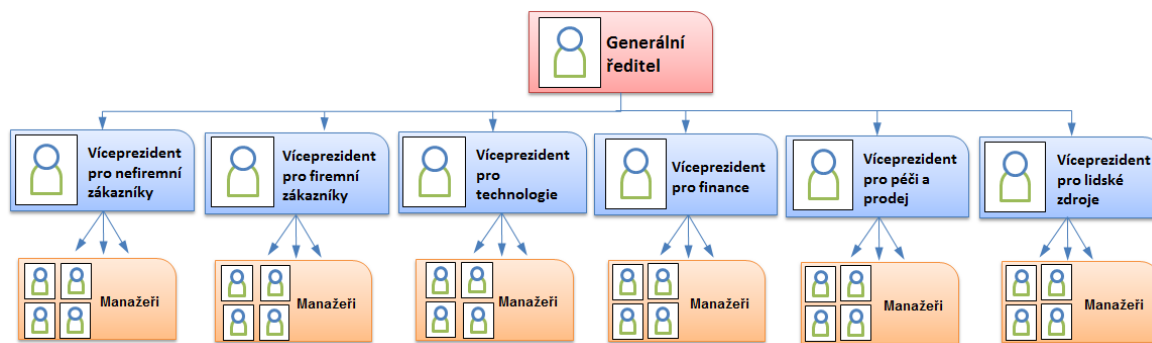 Generální
ředitel
Víceprezident
pro nefiremní
zákazníky
Víceprezident
pro firemní
zákazníky
Víceprezident
pro
technologie
Víceprezident
pro finance
Víceprezident
pro péči a
prodej
Víceprezident
pro lidské
zdroje
Manažeři
Manažeři
Manažeři
Manažeři
Manažeři
Manažeři